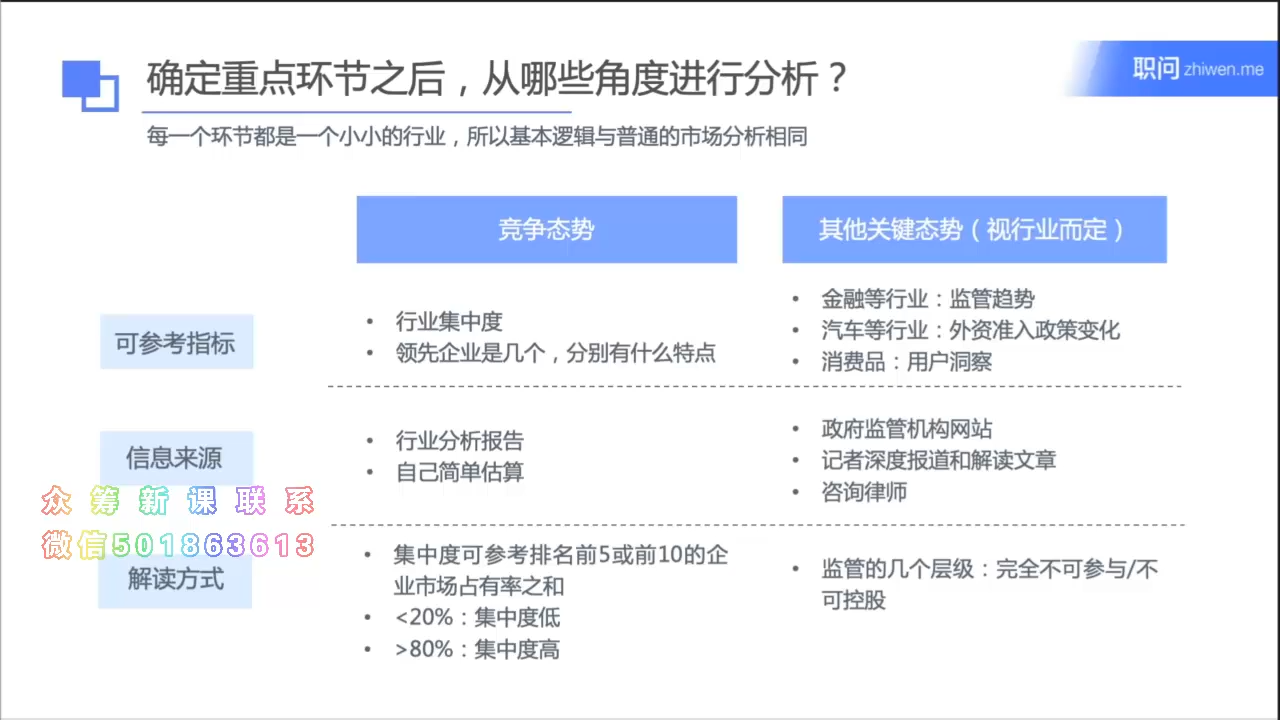 确定重点环节之后，从哪些角度进行分析？
职问 zhiwen.me
每一个环节都是一个小小的行业，所以基本逻辑与普通的市场分析相同
竞争态势
其他关键态势（视行业而定）
可参考指标
• 行业集中度
• 领先企业是几个，分别有什么特点
• 金融等行业：监管趋势
• 汽车等行业：外资准入政策变化
• 消费品：用户洞察
信息来源
• 行业分析报告
• 自己简单估算
• 政府监管机构网站
• 记者深度报道和解读文章
• 咨询律师
众筹新课联系
微信501863613
解读方式
• 集中度可参考排名前5或前10的企
业市场占有率之和
• <20%：集中度低
• >80%：集中度高
• 监管的几个层级：完全不可参与/不
可控股